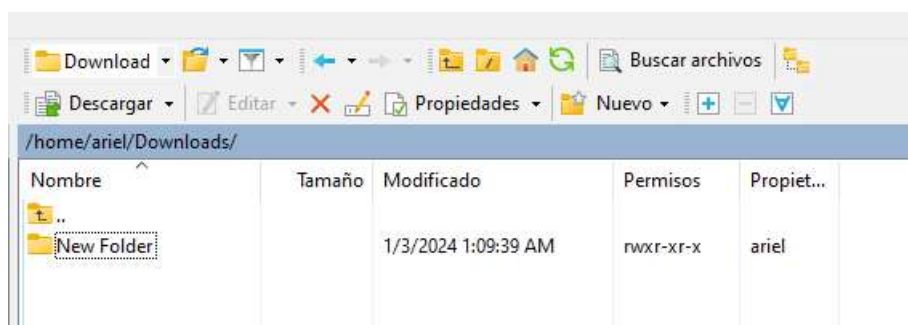 Download Buscar archivos
Descargar Editar Propiedades Nuevo
/home/ariel/Downloads/
Nombre Tamaño Modificado Permisos Propiet...
..
New Folder 1/3/2024 1:09:39 AM rwxr-xr-x ariel